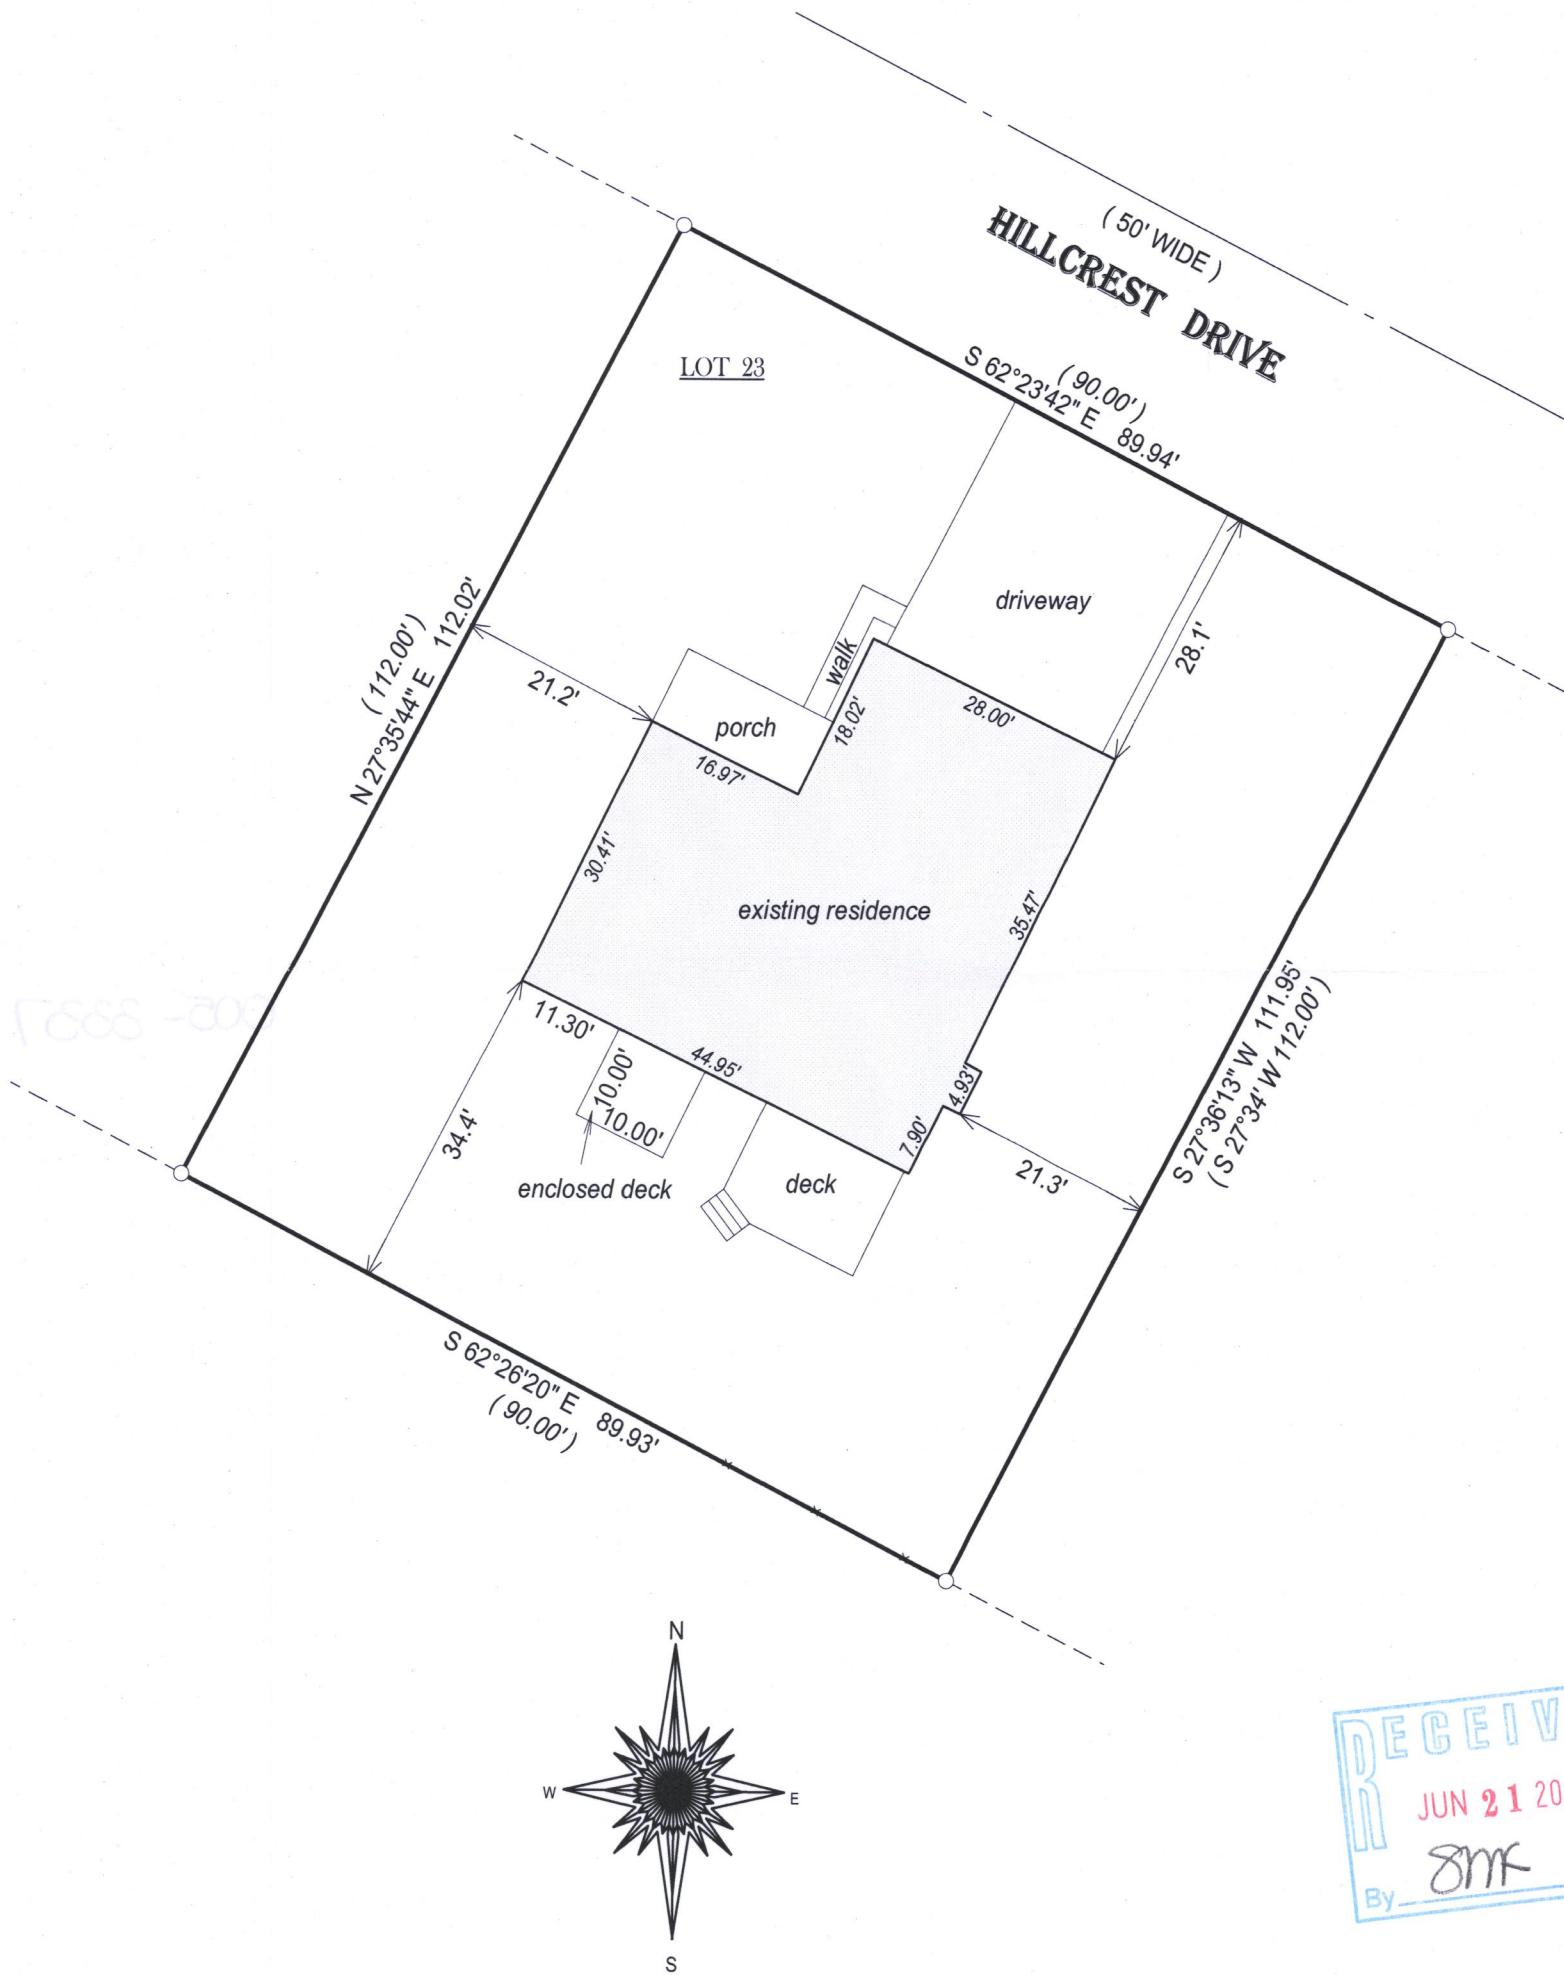 ( 50' WIDE )
HILLCREST DRIVE
( 90.00' )
S 62°23'42" E 89.94'
LOT 23
driveway
28.1'
( 112.00' )
N 27°35'44" E 112.02'
21.2'
walk
porch
18.02'
28.00'
16.97'
30.41'
existing residence
35.47'
11.30'
44.95'
10.00'
10.00'
4.93'
7.90'
34.4'
enclosed deck
deck
21.3'
S 27°36'13" W 111.95'
( S 27°34' W 112.00' )
S 62°26'20" E 89.93'
( 90.00' )
N
W
E
S
RECEIV
JUN 21 20
By SMK